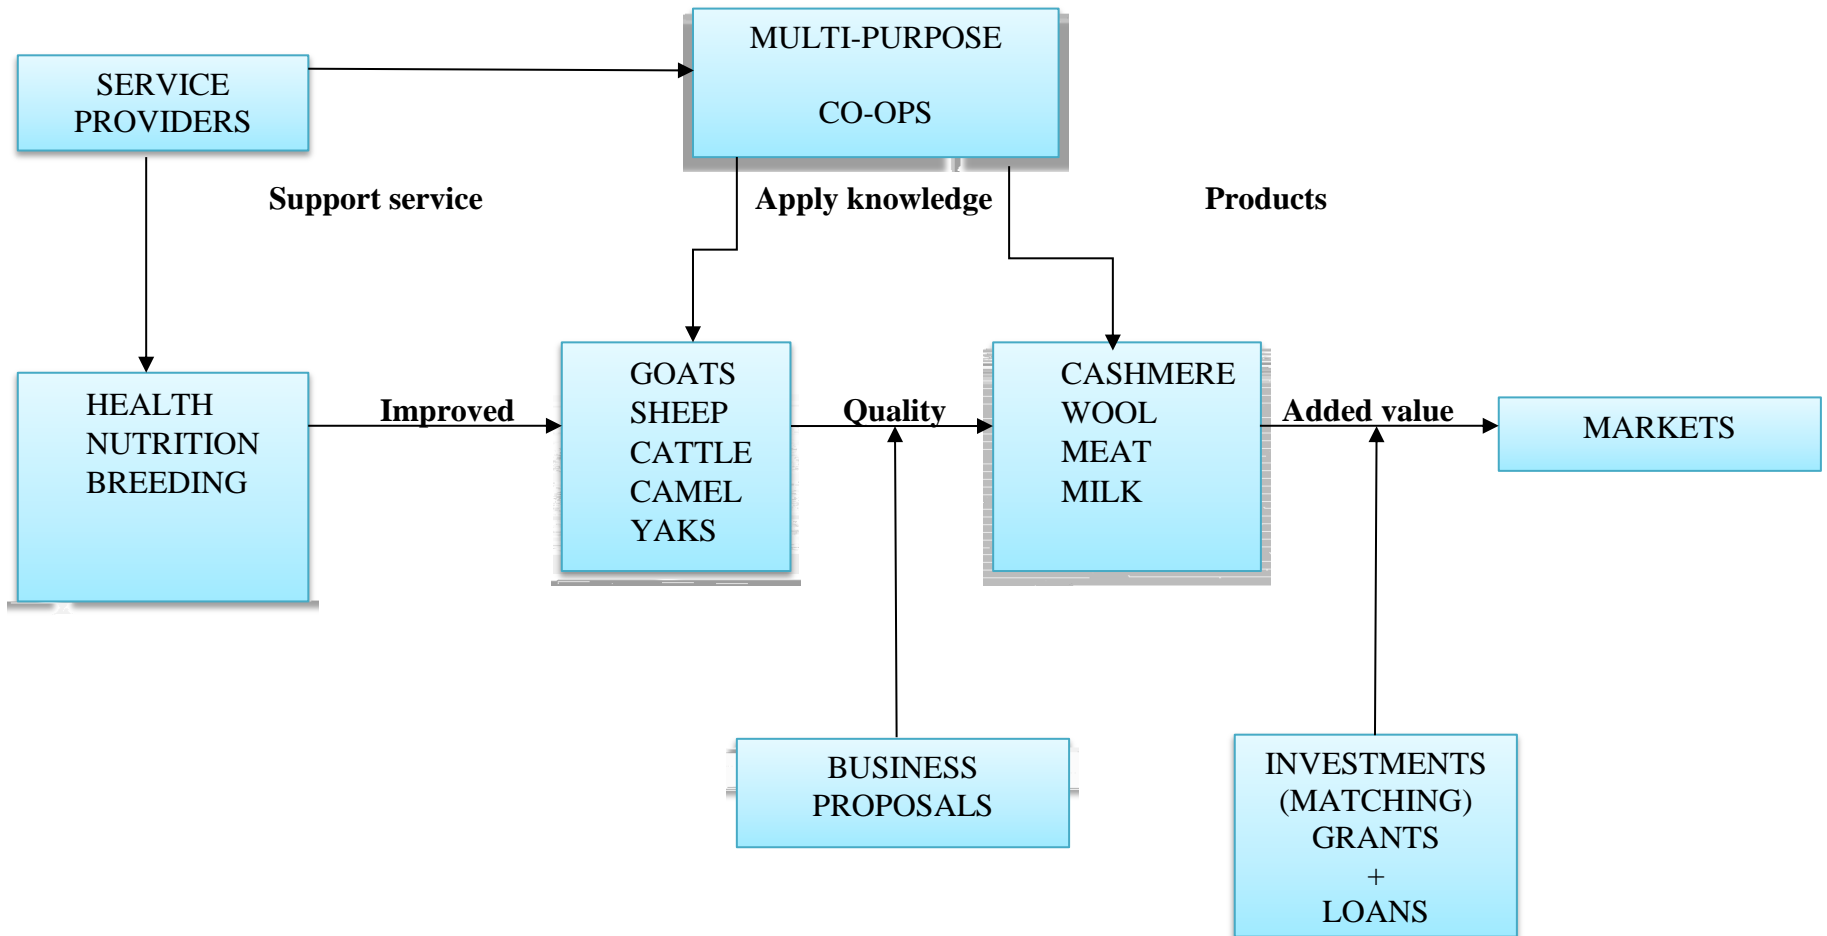 MULTI-PURPOSE
CO-OPS
SERVICE
PROVIDERS
Support service
Apply knowledge
Products
HEALTH
NUTRITION
BREEDING
Improved
GOATS
SHEEP
CATTLE
CAMEL
YAKS
Quality
CASHMERE
WOOL
MEAT
MILK
Added value
MARKETS
BUSINESS
PROPOSALS
INVESTMENTS
(MATCHING)
GRANTS
+
LOANS